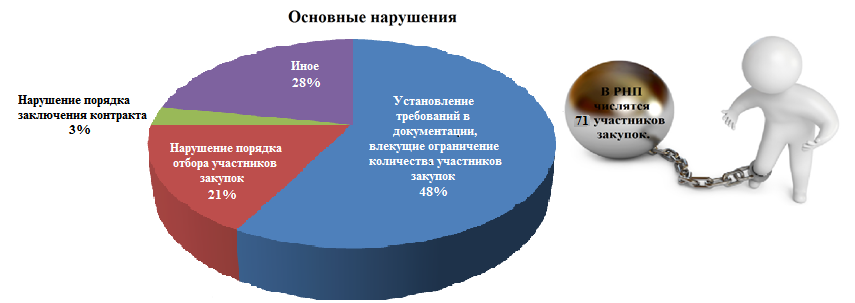 Основные нарушения
Иное
28%
Нарушение порядка
заключения контракта
3%
Нарушение порядка
отбора участников
закупок
21%
Установление
требований в
документации,
влекущие ограничение
количества участников
закупок
48%
В РНП
числятся
71 участников
закупок.